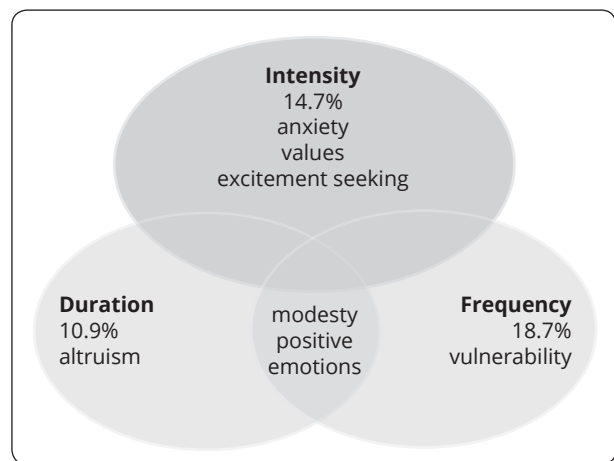 Intensity
14.7%
anxiety
values
excitement seeking
Duration
10.9%
altruism
modesty
positive
emotions
Frequency
18.7%
vulnerability